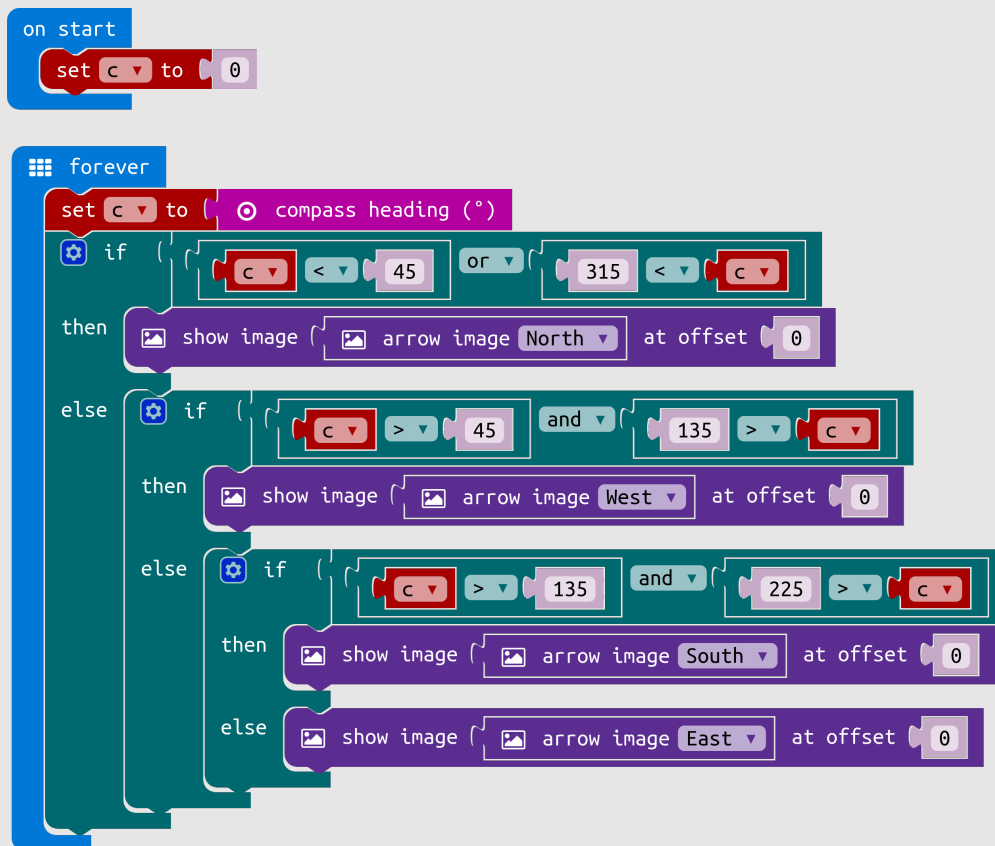 on start
set c to 0
forever
set c to compass heading (°)
if c < 45 or 315 < c
then show image arrow image North at offset 0
else if c > 45 and 135 > c
then show image arrow image West at offset 0
else if c > 135 and 225 > c
then show image arrow image South at offset 0
else show image arrow image East at offset 0